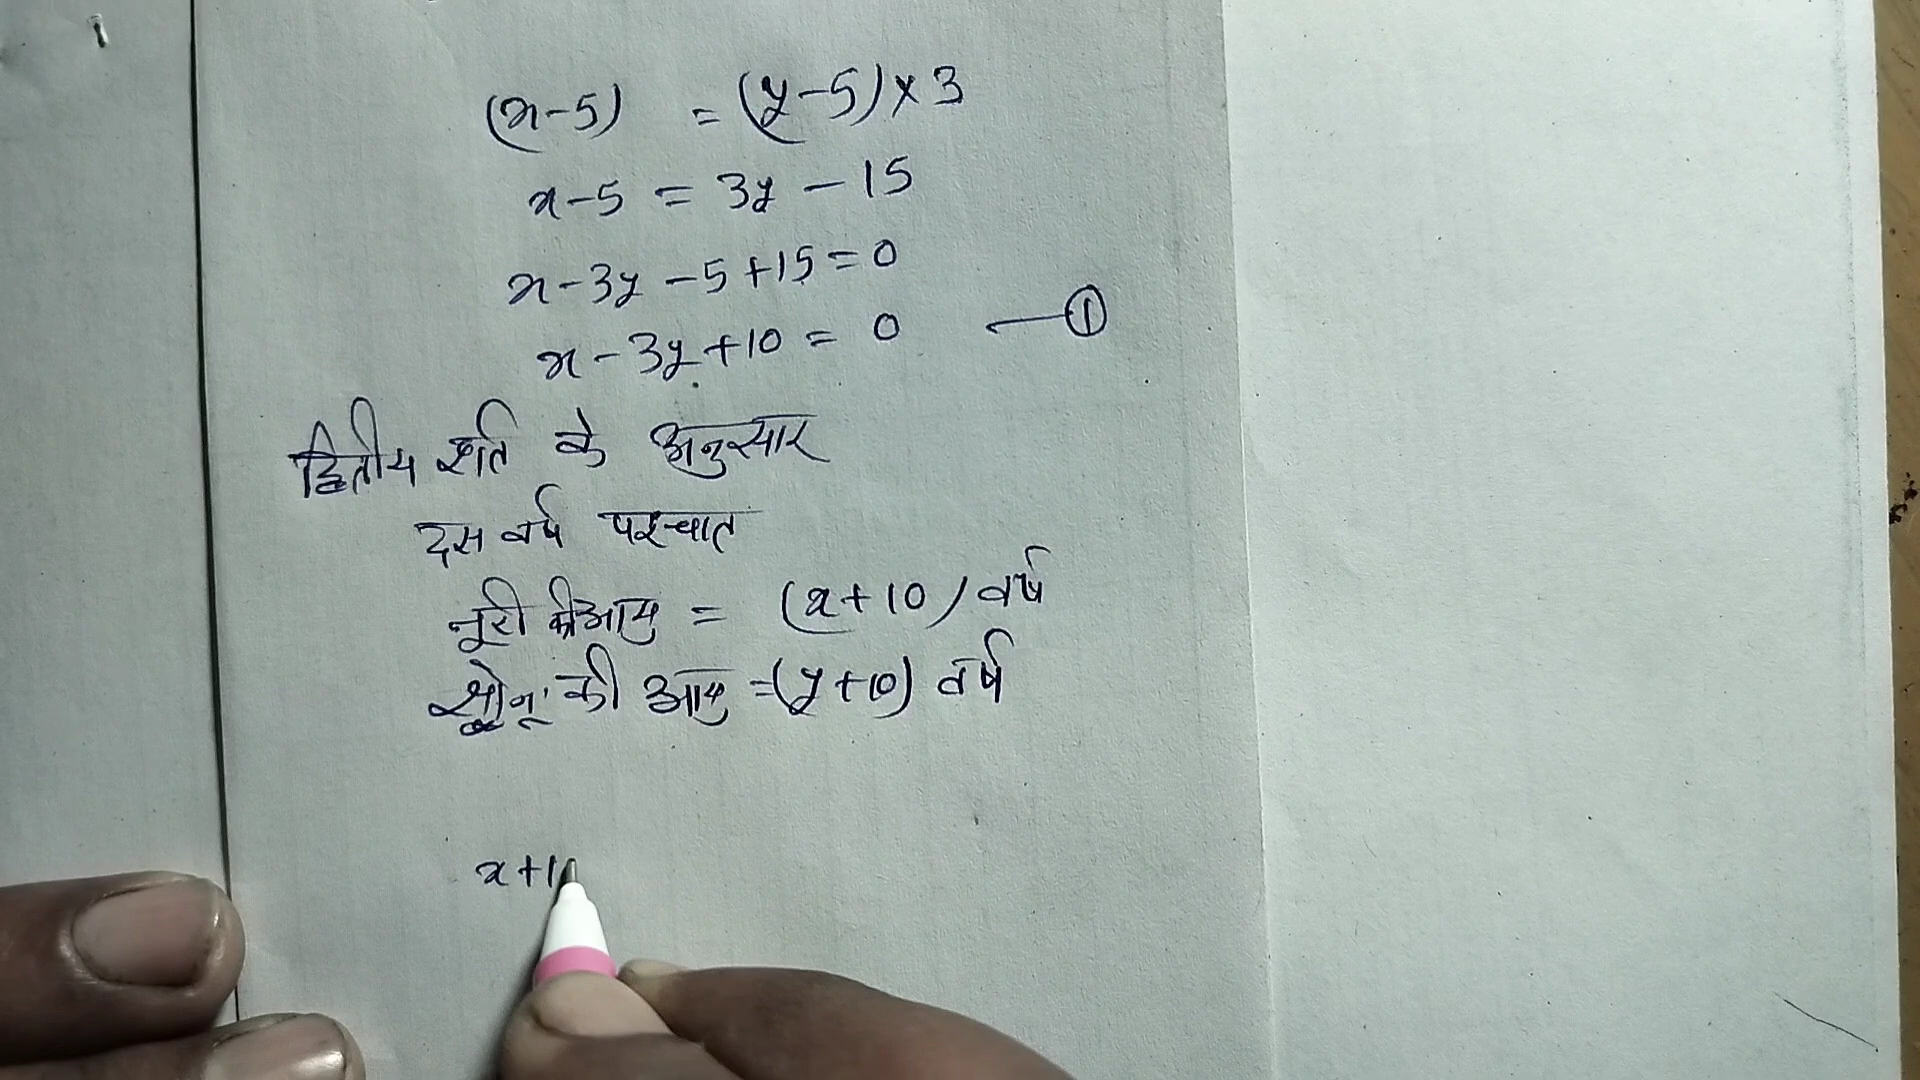 (x-5) = (y-5)×3
x-5 = 3y - 15
x-3y -5+15=0
x-3y+10 = 0 —①
द्वितीय शर्त के अनुसार
दस वर्ष पश्चात
नूरी की आयु = (x+10) वर्ष
सोनू की आयु =(y+10) वर्ष
x+1